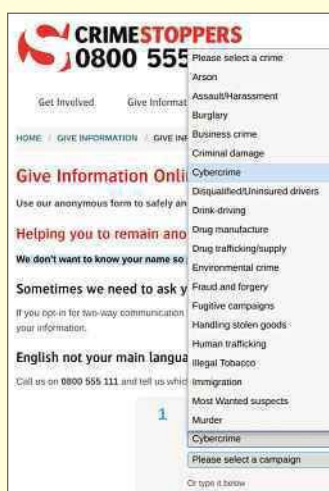 CRIMESTOPPERS
0800 555
Get Involved Give Informat
HOME / GIVE INFORMATION / GIVE INF
Give Information Onli
Use our anonymous form to safely an
Helping you to remain ano
We don't want to know your name so
Sometimes we need to ask y
If you opt-in for two-way communication
your information.
English not your main langua
Call us on 0800 555 111 and tell us whic
1
Please select a crime
Arson
Assault/Harassment
Burglary
Business crime
Criminal damage
Cybercrime
Disqualified/Uninsured drivers
Drink-driving
Drug manufacture
Drug trafficking/supply
Environmental crime
Fraud and forgery
Fugitive campaigns
Handling stolen goods
Human trafficking
Illegal Tobacco
Immigration
Most Wanted suspects
Murder
Cybercrime
Please select a campaign
Or type it below